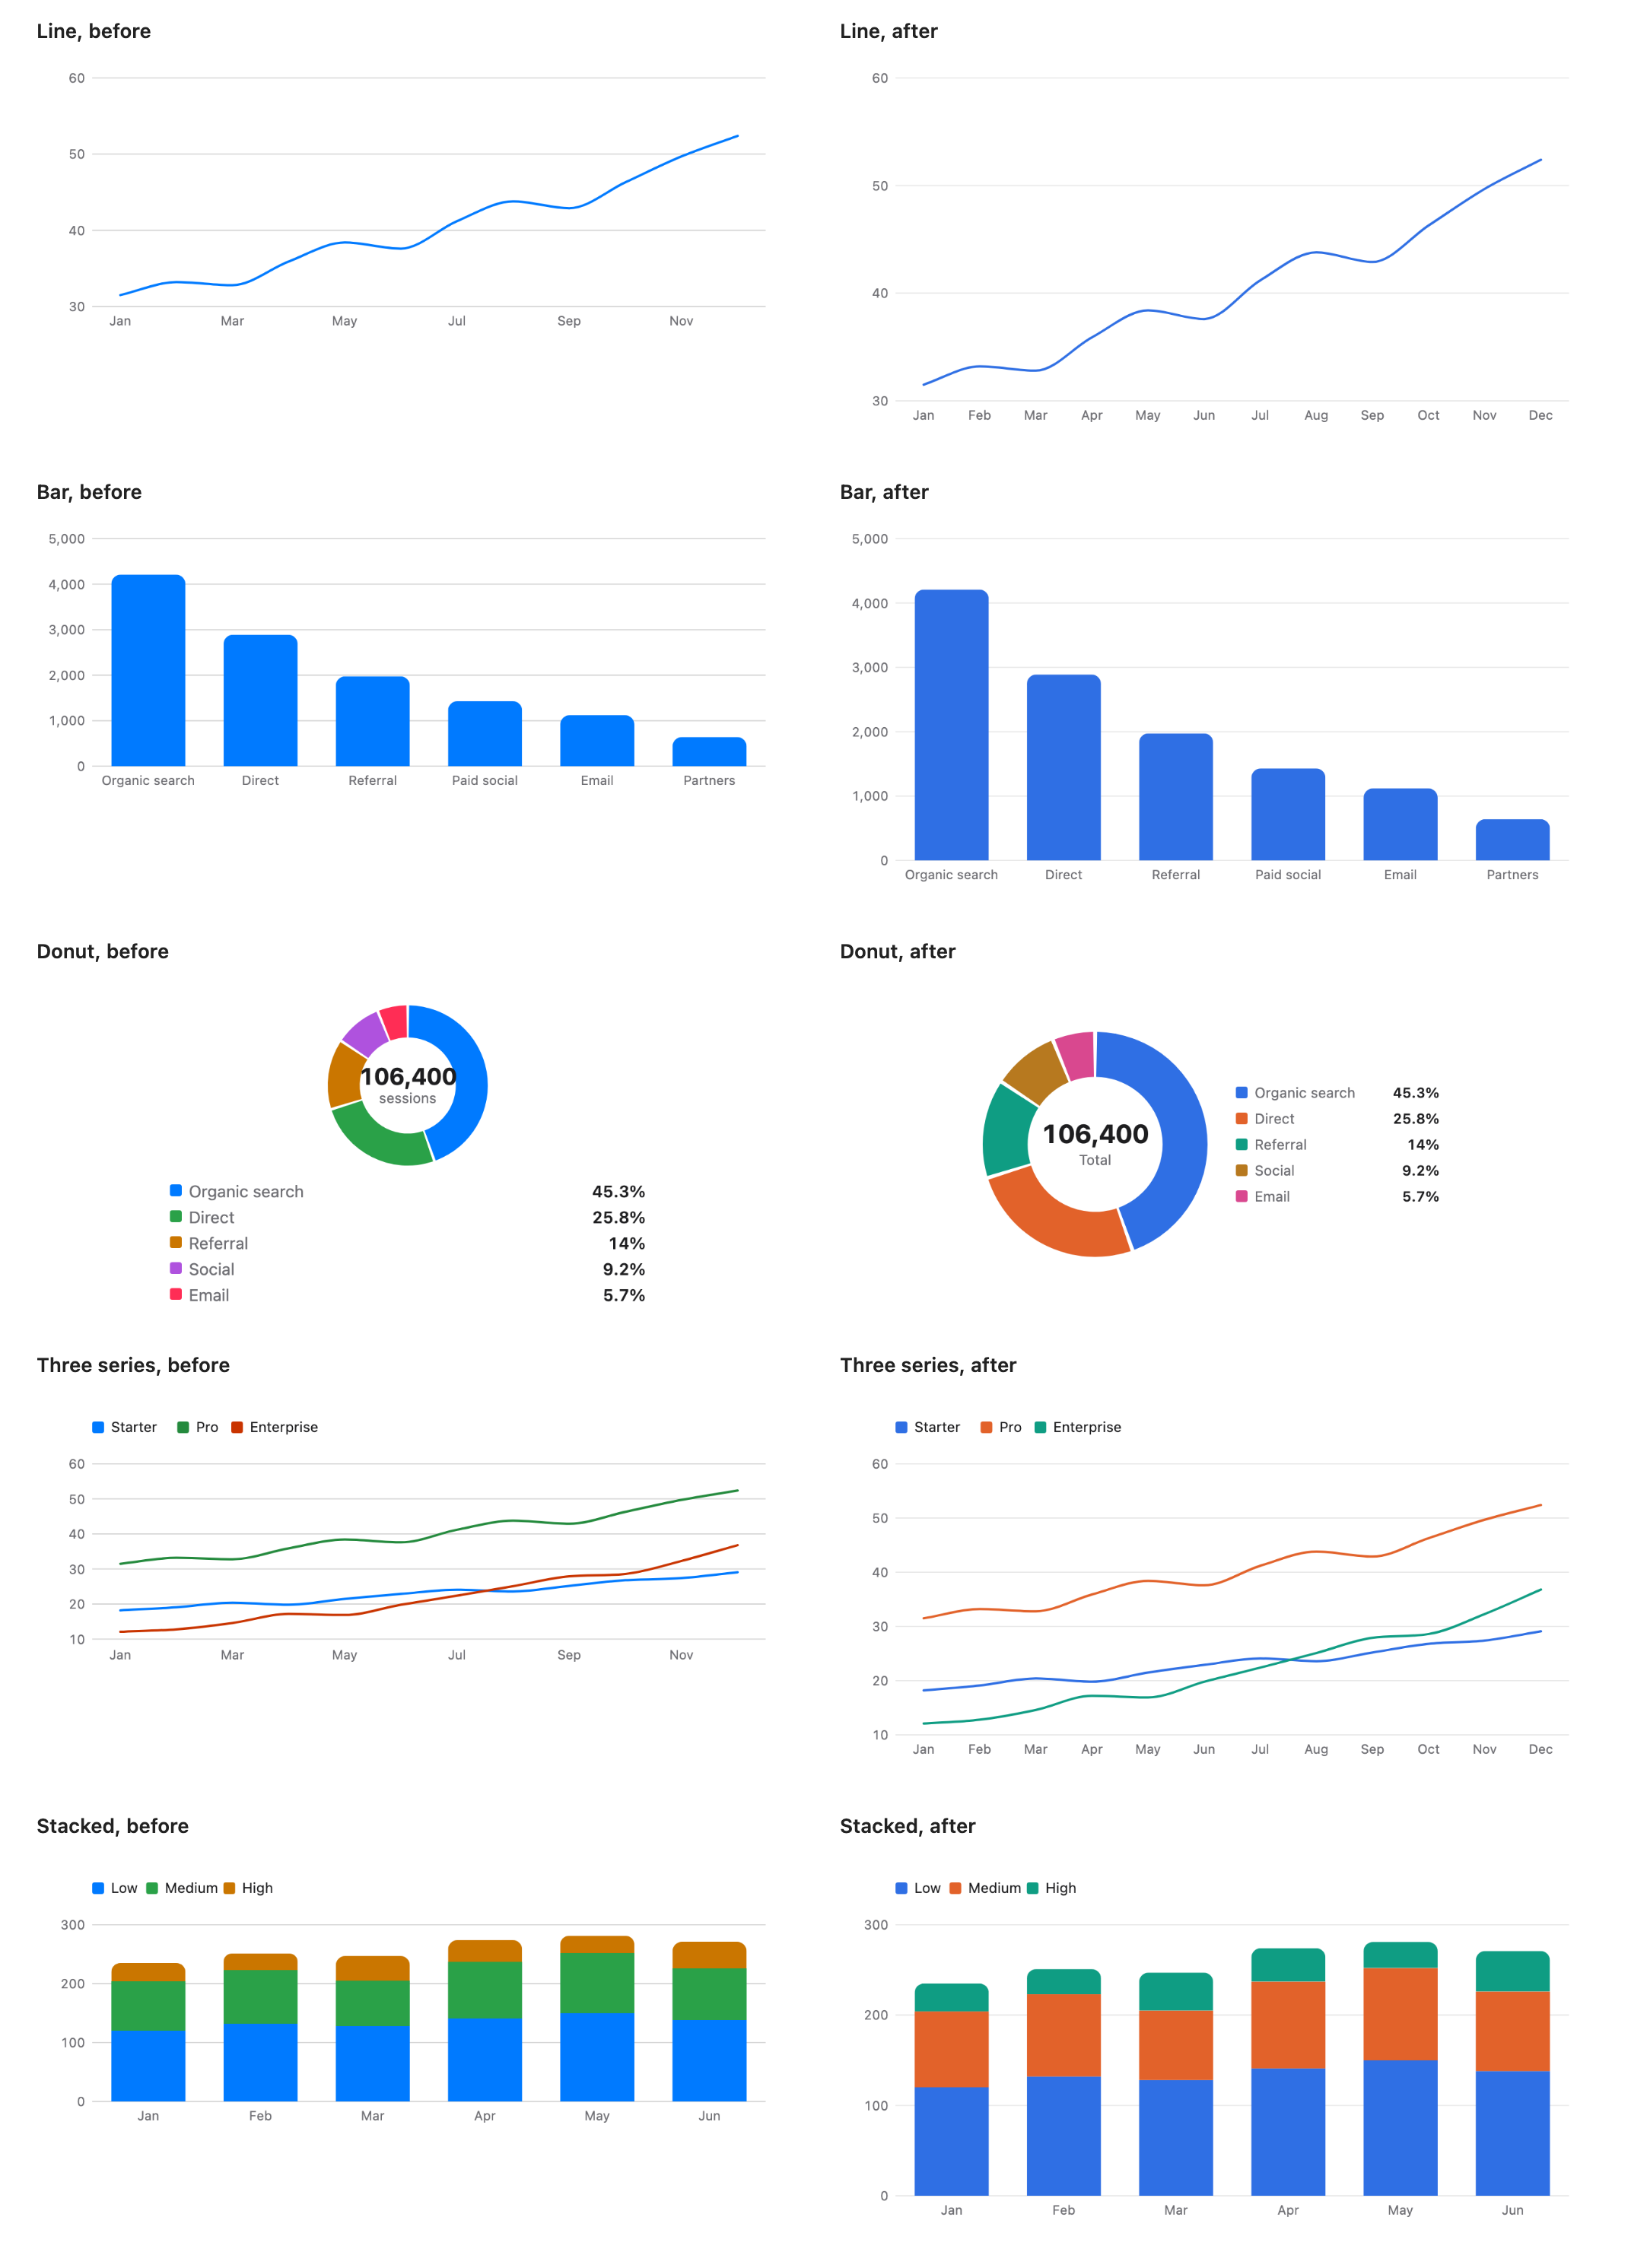 Line, before
60
50
40
30
Jan Mar May Jul Sep Nov
Line, after
60
50
40
30
Jan Feb Mar Apr May Jun Jul Aug Sep Oct Nov Dec
Bar, before
5,000
4,000
3,000
2,000
1,000
0
Organic search Direct Referral Paid social Email Partners
Bar, after
5,000
4,000
3,000
2,000
1,000
0
Organic search Direct Referral Paid social Email Partners
Donut, before
106,400
sessions
Organic search 45.3%
Direct 25.8%
Referral 14%
Social 9.2%
Email 5.7%
Donut, after
106,400
Total
Organic search 45.3%
Direct 25.8%
Referral 14%
Social 9.2%
Email 5.7%
Three series, before
Starter Pro Enterprise
60
50
40
30
20
10
Jan Mar May Jul Sep Nov
Three series, after
Starter Pro Enterprise
60
50
40
30
20
10
Jan Feb Mar Apr May Jun Jul Aug Sep Oct Nov Dec
Stacked, before
Low Medium High
300
200
100
0
Jan Feb Mar Apr May Jun
Stacked, after
Low Medium High
300
200
100
0
Jan Feb Mar Apr May Jun